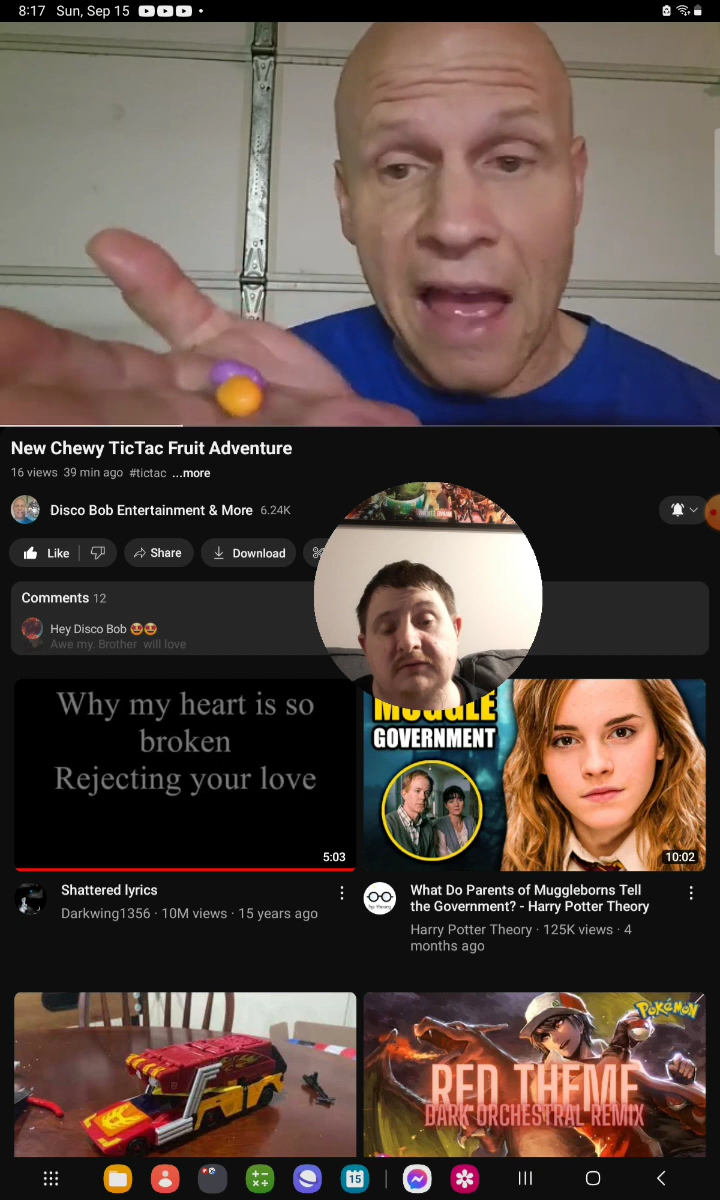 8:17 Sun, Sep 15
New Chewy TicTac Fruit Adventure
16 views 39 min ago #tictac ...more
Disco Bob Entertainment & More 6.24K
Like Share Download
Comments 12
Hey Disco Bob 😍😍
Awe my. Brother will love
Why my heart is so
broken
Rejecting your love
5:03
MUGGLE
GOVERNMENT
10:02
Shattered lyrics
Darkwing1356 · 10M views · 15 years ago
What Do Parents of Muggleborns Tell
the Government? - Harry Potter Theory
Harry Potter Theory · 125K views · 4
months ago
POKéMON
RED THEME
DARK ORCHESTRAL REMIX
15